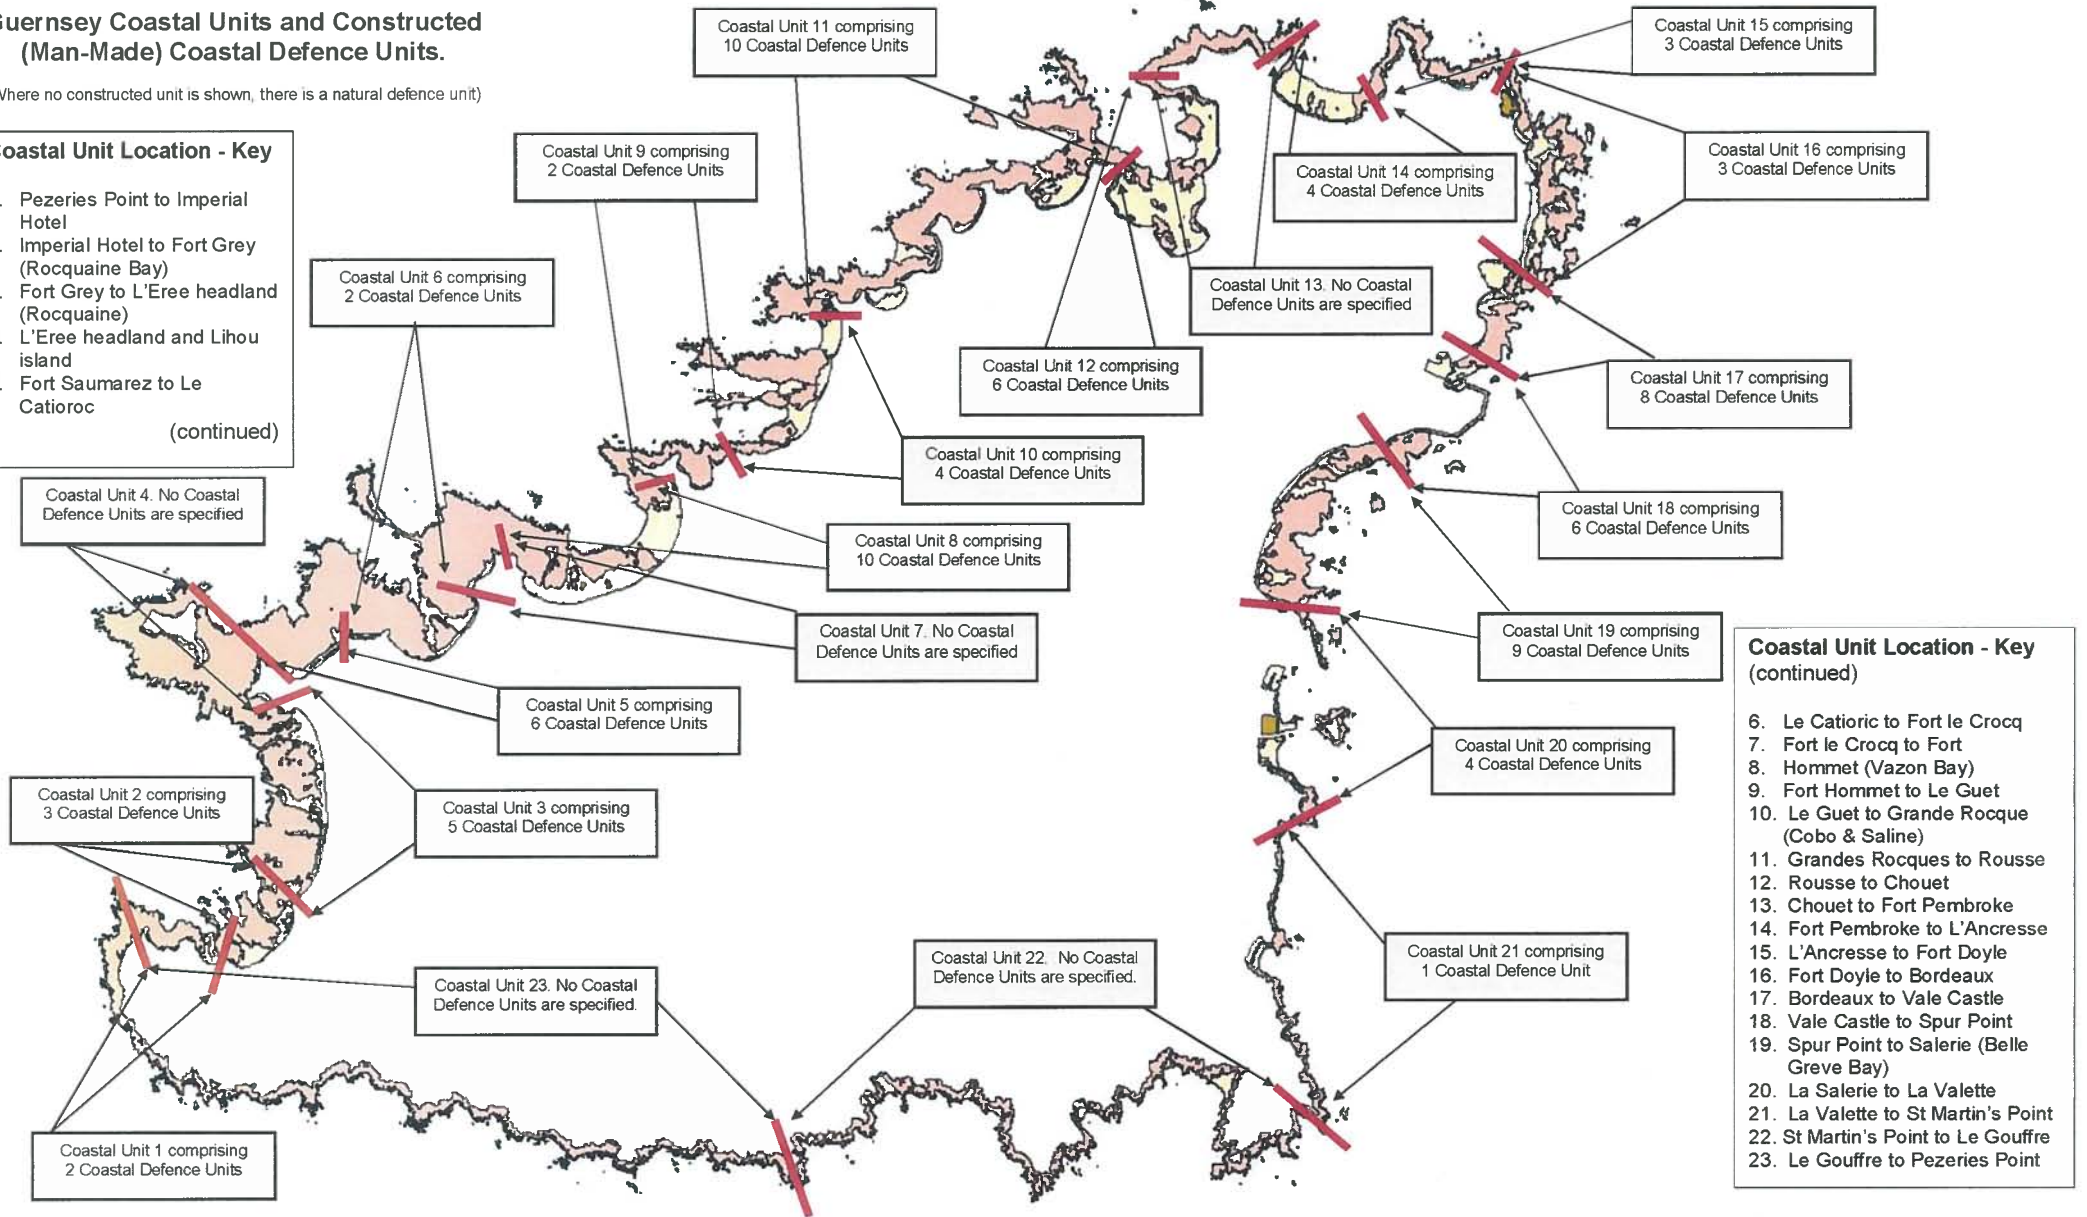 uernsey Coastal Units and Constructed
(Man-Made) Coastal Defence Units.
Where no constructed unit is shown, there is a natural defence unit)
oastal Unit Location - Key
. Pezeries Point to Imperial
Hotel
. Imperial Hotel to Fort Grey
(Rocquaine Bay)
. Fort Grey to L'Eree headland
(Rocquaine)
. L'Eree headland and Lihou
island
. Fort Saumarez to Le
Catioroc
(continued)
Coastal Unit 11 comprising
10 Coastal Defence Units
Coastal Unit 15 comprising
3 Coastal Defence Units
Coastal Unit 9 comprising
2 Coastal Defence Units
Coastal Unit 16 comprising
3 Coastal Defence Units
Coastal Unit 14 comprising
4 Coastal Defence Units
Coastal Unit 6 comprising
2 Coastal Defence Units
Coastal Unit 13. No Coastal
Defence Units are specified
Coastal Unit 12 comprising
6 Coastal Defence Units
Coastal Unit 17 comprising
8 Coastal Defence Units
Coastal Unit 10 comprising
4 Coastal Defence Units
Coastal Unit 4. No Coastal
Defence Units are specified
Coastal Unit 18 comprising
6 Coastal Defence Units
Coastal Unit 8 comprising
10 Coastal Defence Units
Coastal Unit 7. No Coastal
Defence Units are specified
Coastal Unit 19 comprising
9 Coastal Defence Units
Coastal Unit 5 comprising
6 Coastal Defence Units
Coastal Unit 20 comprising
4 Coastal Defence Units
Coastal Unit 2 comprising
3 Coastal Defence Units
Coastal Unit 3 comprising
5 Coastal Defence Units
Coastal Unit 21 comprising
1 Coastal Defence Unit
Coastal Unit 22. No Coastal
Defence Units are specified.
Coastal Unit 23. No Coastal
Defence Units are specified.
Coastal Unit 1 comprising
2 Coastal Defence Units
Coastal Unit Location - Key
(continued)
6. Le Catioric to Fort le Crocq
7. Fort le Crocq to Fort
8. Hommet (Vazon Bay)
9. Fort Hommet to Le Guet
10. Le Guet to Grande Rocque
(Cobo & Saline)
11. Grandes Rocques to Rousse
12. Rousse to Chouet
13. Chouet to Fort Pembroke
14. Fort Pembroke to L'Ancresse
15. L'Ancresse to Fort Doyle
16. Fort Doyle to Bordeaux
17. Bordeaux to Vale Castle
18. Vale Castle to Spur Point
19. Spur Point to Salerie (Belle
Greve Bay)
20. La Salerie to La Valette
21. La Valette to St Martin's Point
22. St Martin's Point to Le Gouffre
23. Le Gouffre to Pezeries Point